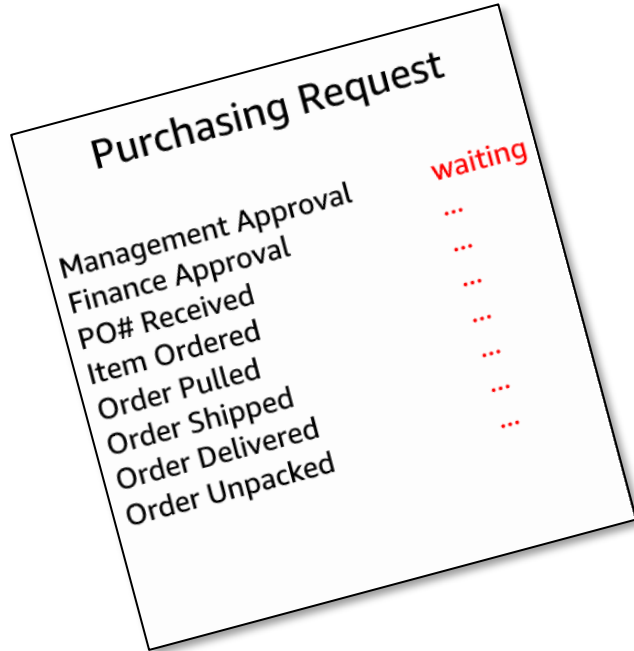 Purchasing Request
Management Approval waiting
Finance Approval ...
PO# Received ...
Item Ordered ...
Order Pulled ...
Order Shipped ...
Order Delivered ...
Order Unpacked ...